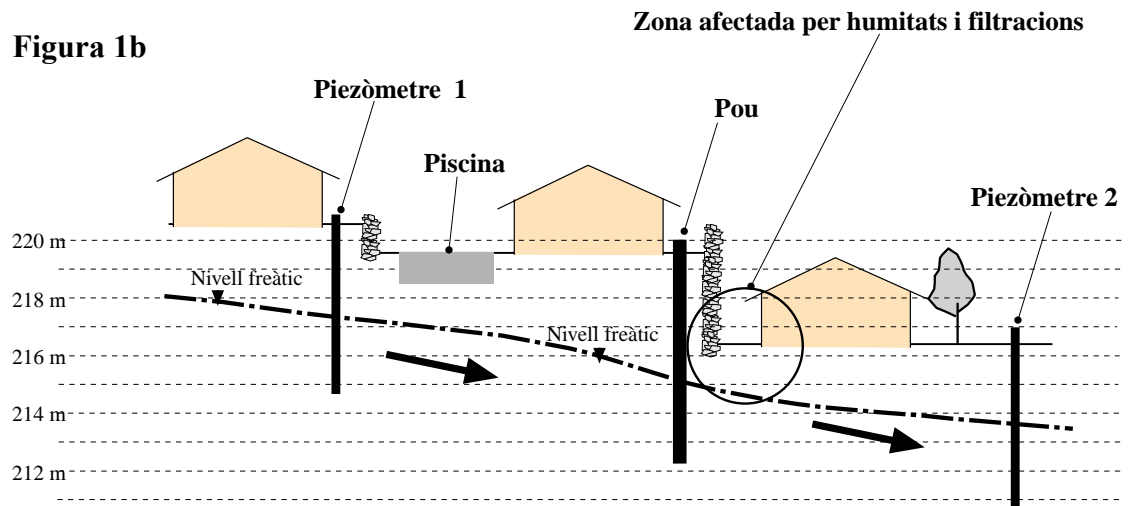 Zona afectada per humitats i filtracions
Figura 1b
Piezòmetre 1
Pou
Piscina
Piezòmetre 2
220 m
Nivell freàtic
218 m
Nivell freàtic
216 m
214 m
212 m